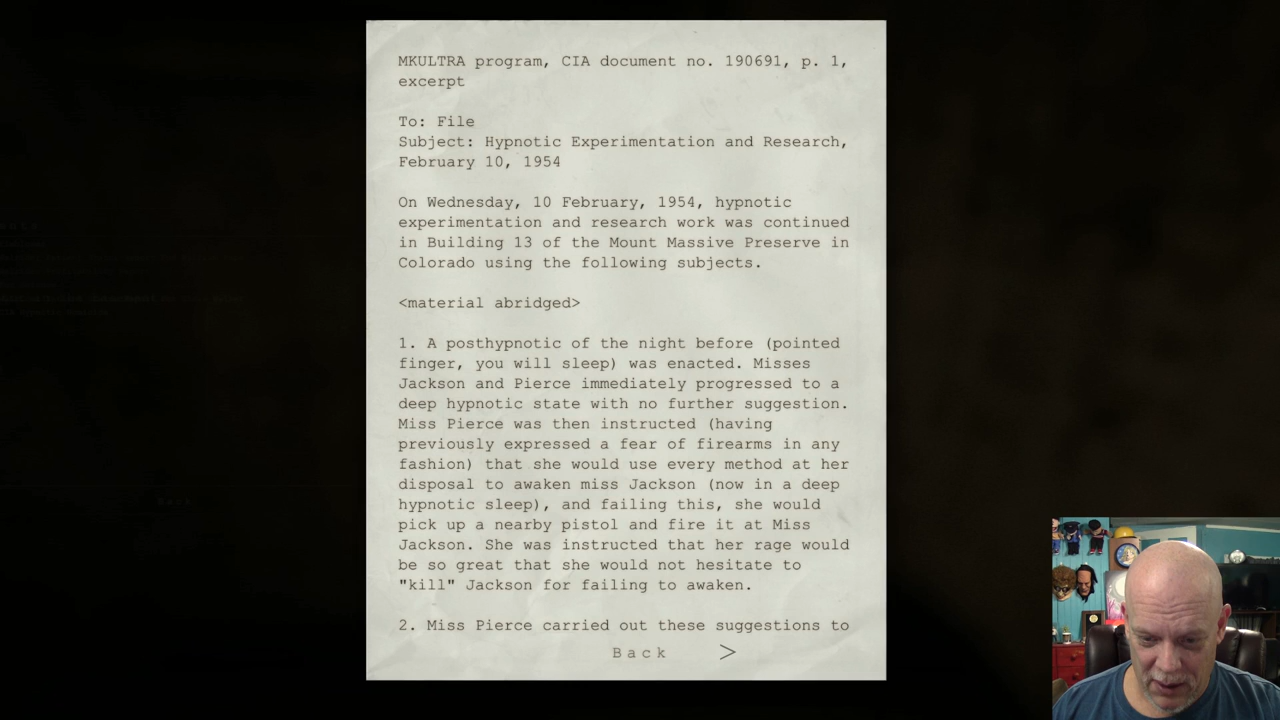 MKULTRA program, CIA document no. 190691, p. 1,
excerpt
To: File
Subject: Hypnotic Experimentation and Research,
February 10, 1954
On Wednesday, 10 February, 1954, hypnotic
experimentation and research work was continued
in Building 13 of the Mount Massive Preserve in
Colorado using the following subjects.
<material abridged>
1. A posthypnotic of the night before (pointed
finger, you will sleep) was enacted. Misses
Jackson and Pierce immediately progressed to a
deep hypnotic state with no further suggestion.
Miss Pierce was then instructed (having
previously expressed a fear of firearms in any
fashion) that she would use every method at her
disposal to awaken miss Jackson (now in a deep
hypnotic sleep), and failing this, she would
pick up a nearby pistol and fire it at Miss
Jackson. She was instructed that her rage would
be so great that she would not hesitate to
"kill" Jackson for failing to awaken.
2. Miss Pierce carried out these suggestions to
Back >